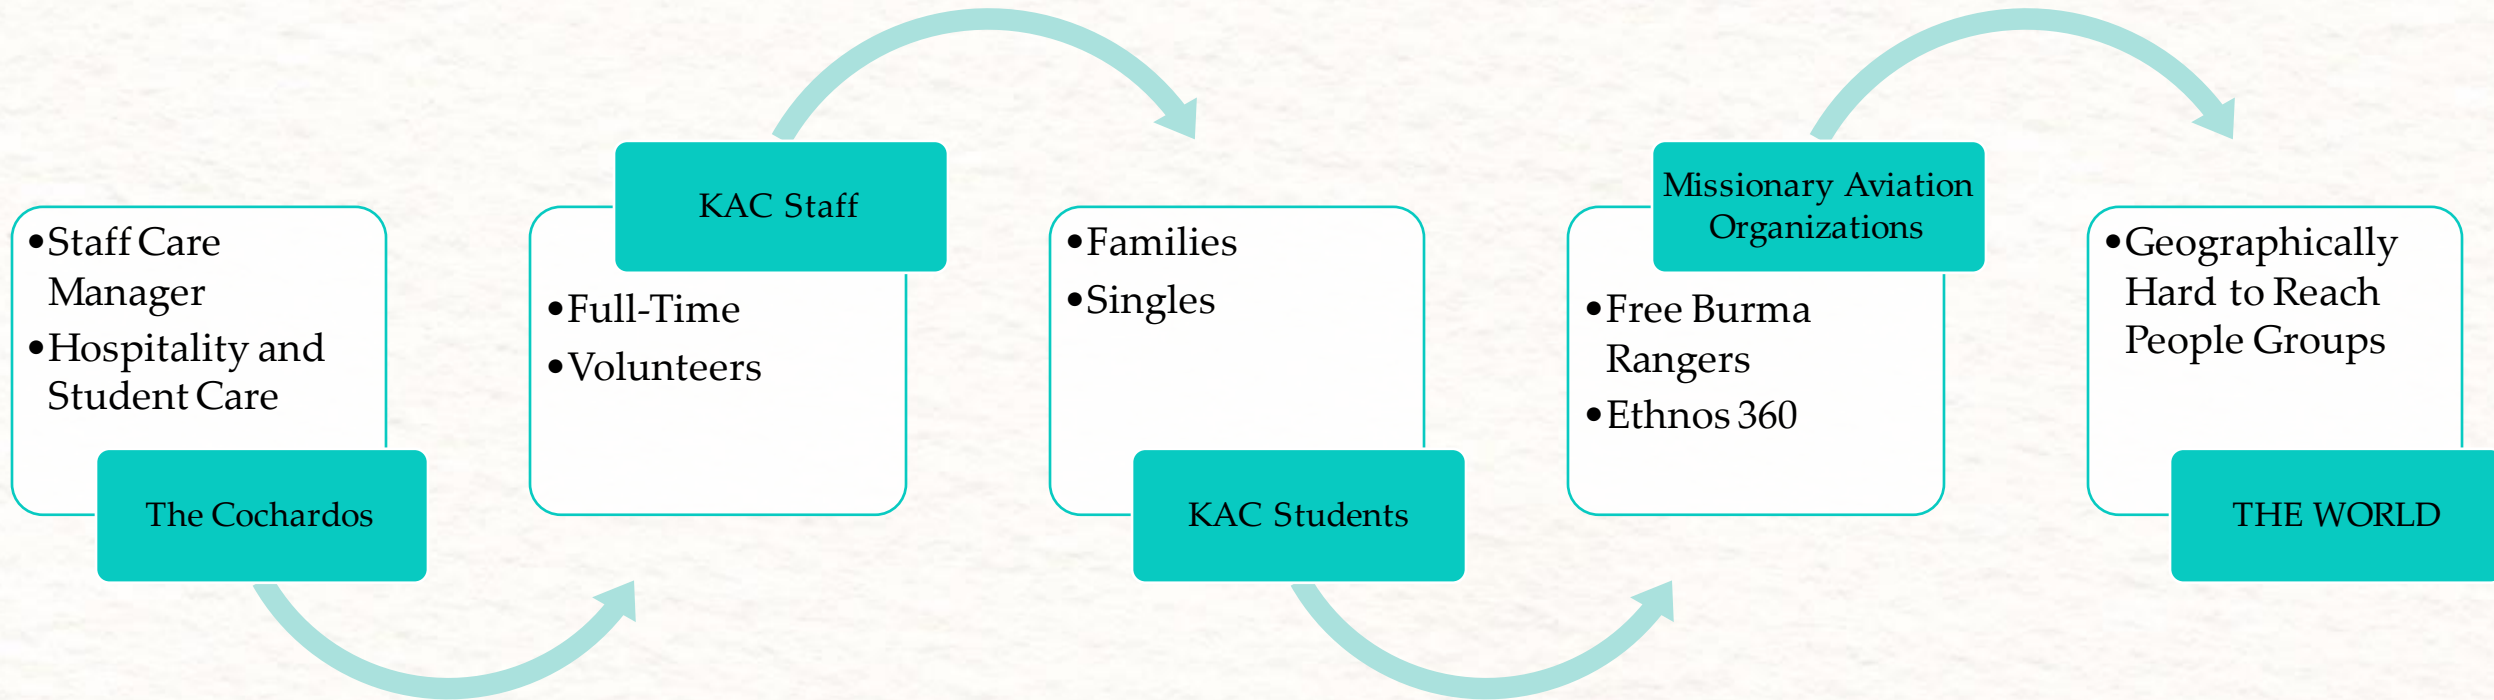 •Staff Care
Manager
•Hospitality and
Student Care
The Cochardos
KAC Staff
•Full-Time
•Volunteers
•Families
•Singles
KAC Students
Missionary Aviation
Organizations
•Free Burma
Rangers
•Ethnos 360
•Geographically
Hard to Reach
People Groups
THE WORLD